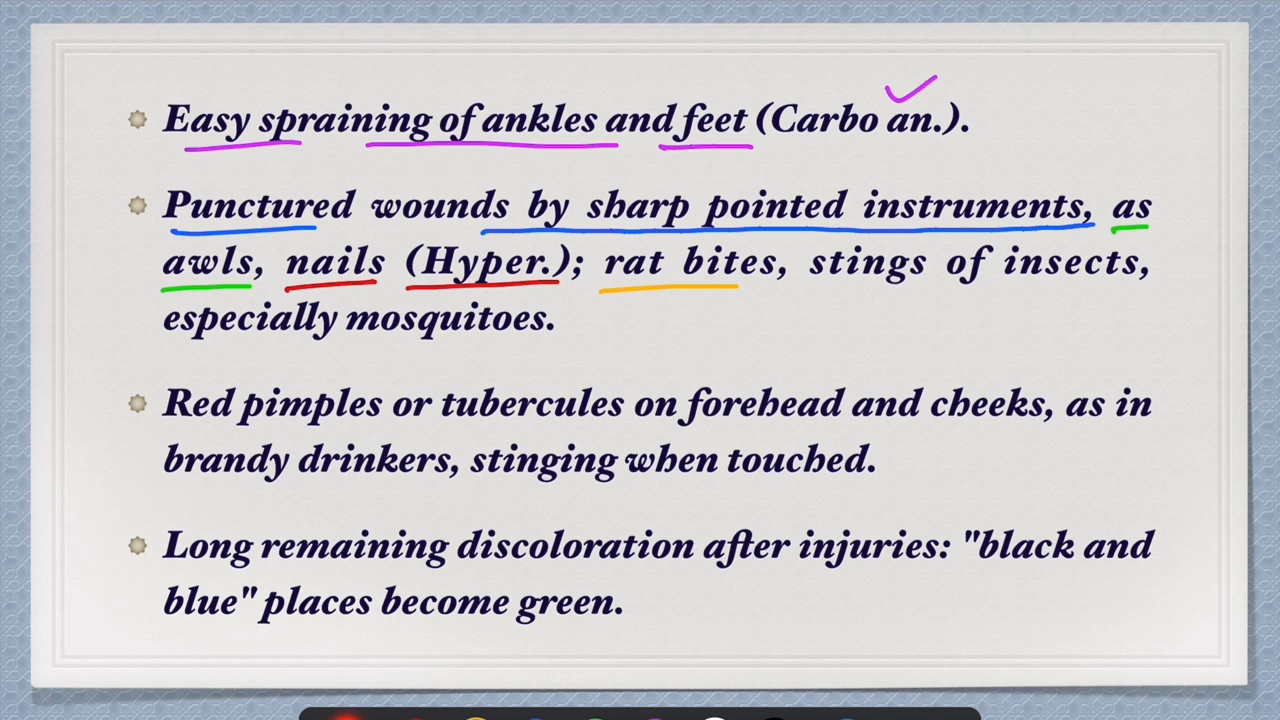 Easy spraining of ankles and feet (Carbo an.).
Punctured wounds by sharp pointed instruments, as
awls, nails (Hyper.); rat bites, stings of insects,
especially mosquitoes.
Red pimples or tubercules on forehead and cheeks, as in
brandy drinkers, stinging when touched.
Long remaining discoloration after injuries: "black and
blue" places become green.